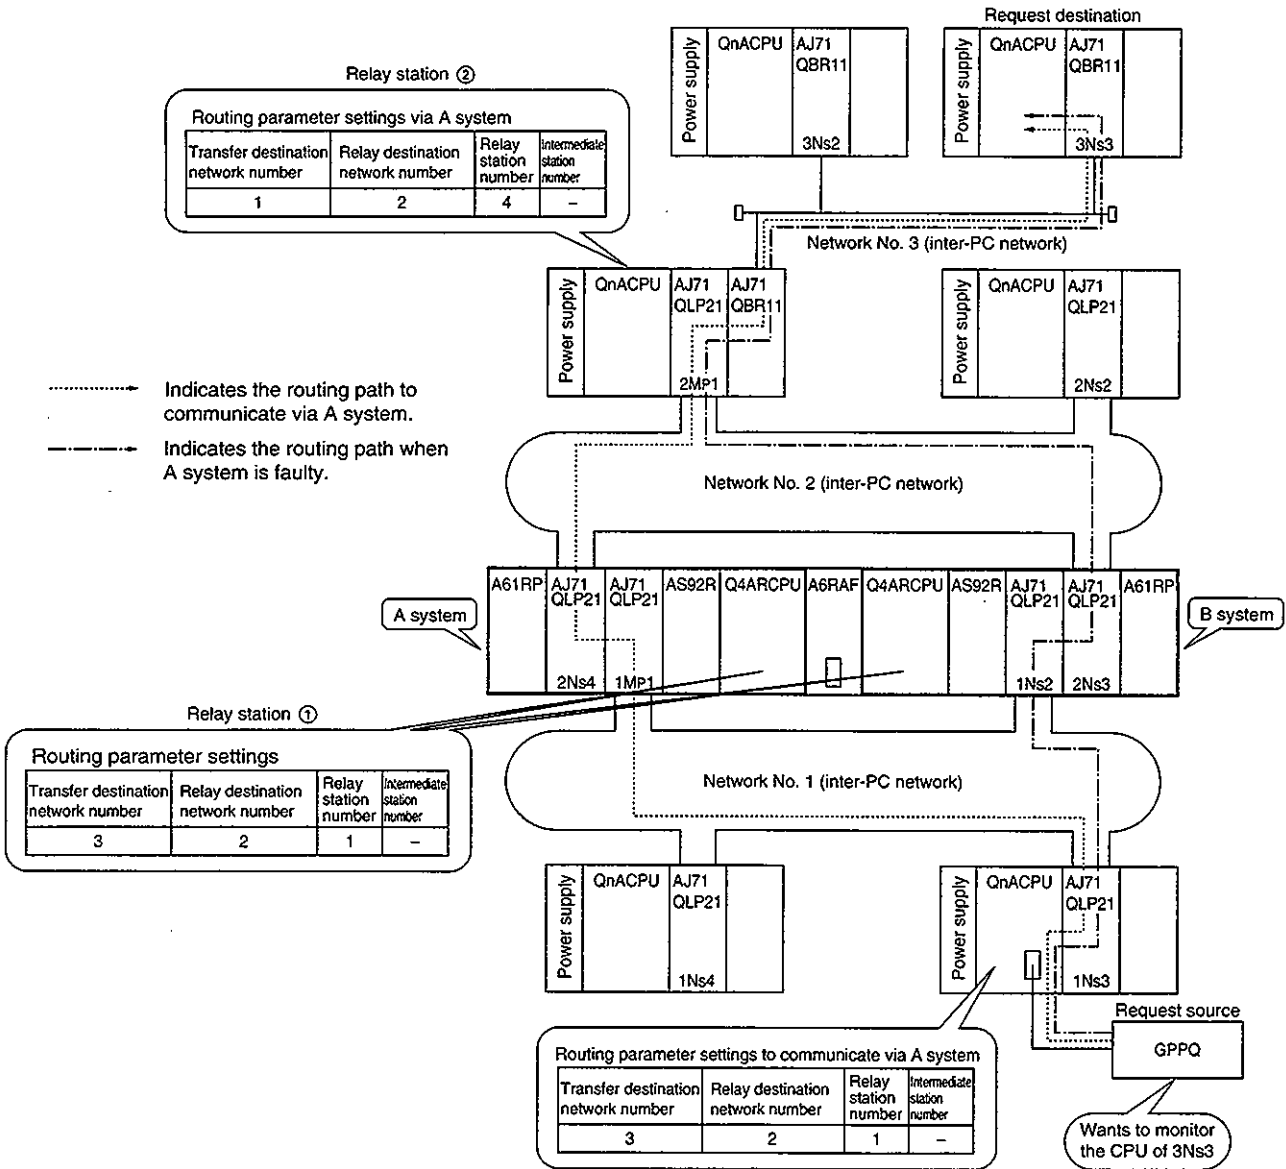 Request destination
Power supply
QnACPU
AJ71
QBR11
3Ns2
Power supply
QnACPU
AJ71
QBR11
3Ns3
Relay station ②
Routing parameter settings via A system
Transfer destination
network number
Relay destination
network number
Relay
station
number
Intermediate
station
number
1
2
4
–
Network No. 3 (inter-PC network)
Power supply
QnACPU
AJ71
QLP21
AJ71
QBR11
2MP1
Power supply
QnACPU
AJ71
QLP21
2Ns2
Indicates the routing path to
communicate via A system.
Indicates the routing path when
A system is faulty.
Network No. 2 (inter-PC network)
A system
A61RP
AJ71
QLP21
2Ns4
AJ71
QLP21
1MP1
AS92R
Q4ARCPU
A6RAF
Q4ARCPU
AS92R
AJ71
QLP21
1Ns2
AJ71
QLP21
2Ns3
A61RP
B system
Relay station ①
Routing parameter settings
Transfer destination
network number
Relay destination
network number
Relay
station
number
Intermediate
station
number
3
2
1
–
Network No. 1 (inter-PC network)
Power supply
QnACPU
AJ71
QLP21
1Ns4
Power supply
QnACPU
AJ71
QLP21
1Ns3
Request source
GPPQ
Wants to monitor
the CPU of 3Ns3
Routing parameter settings to communicate via A system
Transfer destination
network number
Relay destination
network number
Relay
station
number
Intermediate
station
number
3
2
1
–